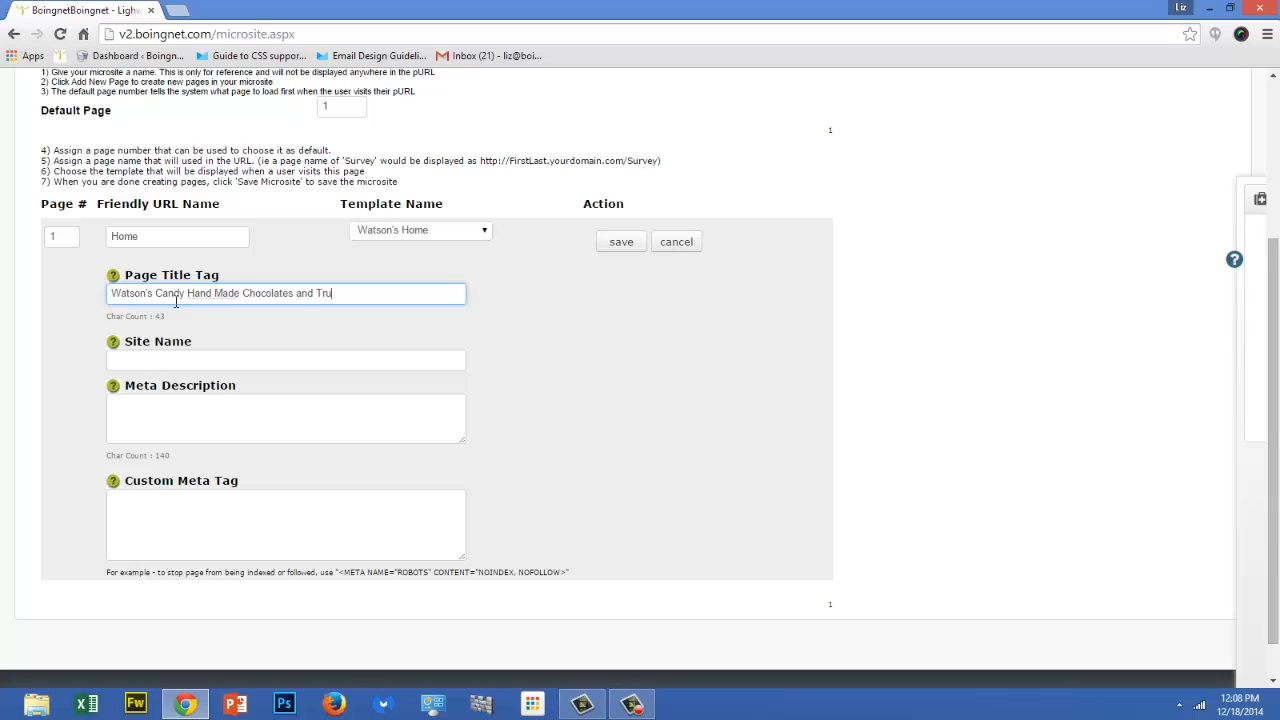 BoingnetBoingnet - Lighw
Liz
v2.boingnet.com/microsite.aspx
Apps
Dashboard ‹ Boingn...
Guide to CSS suppor...
Email Design Guideli...
Inbox (21) - liz@boi...
1) Give your microsite a name. This is only for reference and will not be displayed anywhere in the pURL
2) Click Add New Page to create new pages in your microsite
3) The default page number tells the system what page to load first when the user visits their pURL
Default Page
1
1
4) Assign a page number that can be used to choose it as default.
5) Assign a page name that will used in the URL. (ie a page name of 'Survey' would be displayed as http://FirstLast.yourdomain.com/Survey)
6) Choose the template that will be displayed when a user visits this page
7) When you are done creating pages, click 'Save Microsite' to save the microsite
Page # Friendly URL Name Template Name Action
1 Home Watson's Home save cancel
? Page Title Tag
Watson's Candy Hand Made Chocolates and Tru
Char Count : 43
? Site Name
? Meta Description
Char Count : 140
? Custom Meta Tag
For example - to stop page from being indexed or followed, use "<META NAME="ROBOTS" CONTENT="NOINDEX, NOFOLLOW>"
1
?
Fw
Ps
12:08 PM
12/18/2014